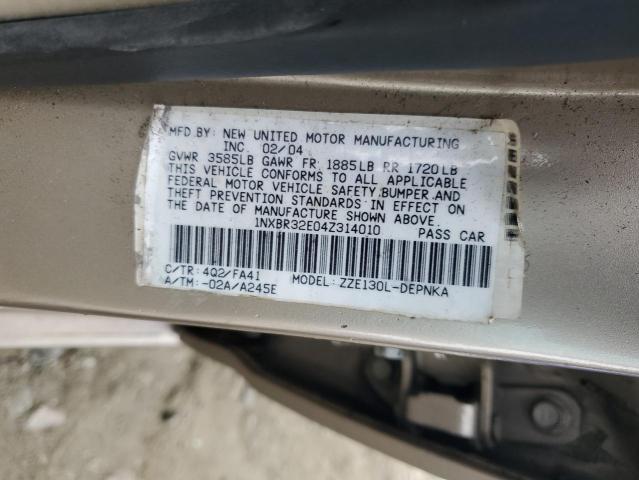 MFD BY: NEW UNITED MOTOR MANUFACTURING
INC. 02/04
GVWR 3585LB GAWR FR 1885LB RR 1720LB
THIS VEHICLE CONFORMS TO ALL APPLICABLE
FEDERAL MOTOR VEHICLE SAFETY, BUMPER, AND
THEFT PREVENTION STANDARDS IN EFFECT ON
THE DATE OF MANUFACTURE SHOWN ABOVE.
1NXBR32E04Z314010 PASS CAR
C/TR: 4Q2/FA41 MODEL: ZZE130L-DEPNKA
A/TM: -02A/A245E